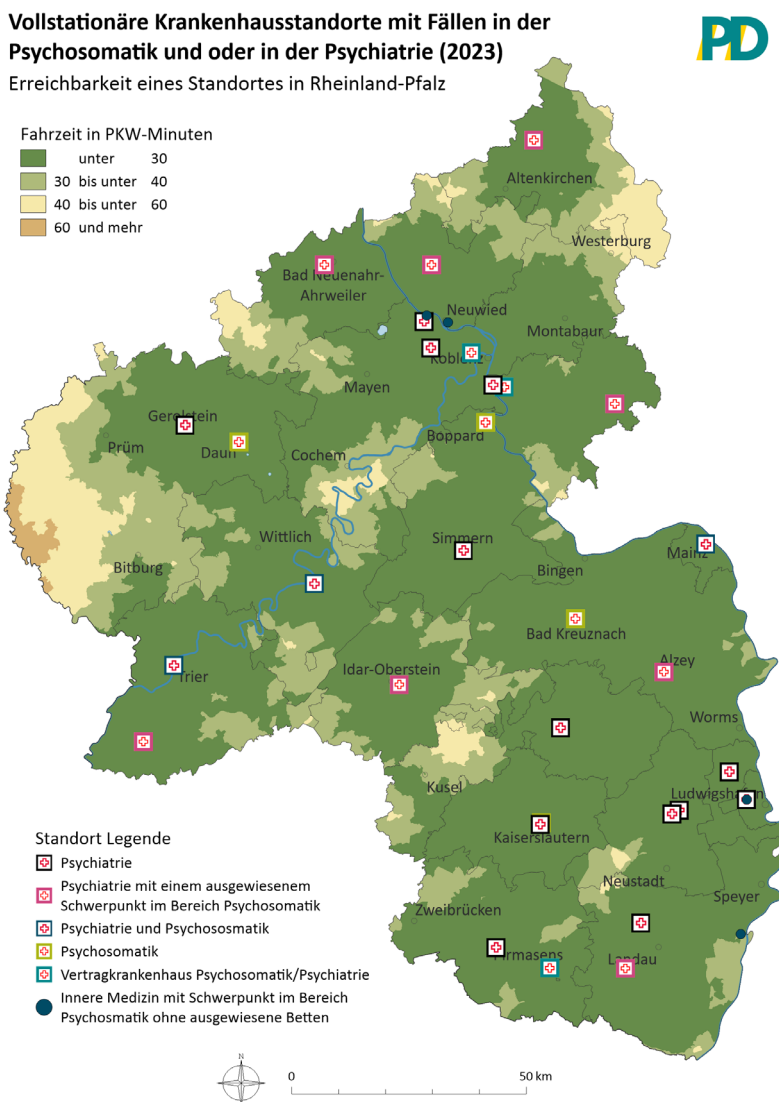 Vollstationäre Krankenhausstandorte mit Fällen in der
Psychosomatik und oder in der Psychiatrie (2023)
PD
Erreichbarkeit eines Standortes in Rheinland-Pfalz
Fahrzeit in PKW-Minuten
unter 30
30 bis unter 40
40 bis unter 60
60 und mehr
Altenkirchen
Westerburg
Bad Neuenahr-
Ahrweiler
Neuwied
Montabaur
Koblenz
Mayen
Gerolstein
Boppard
Prüm
Daun
Cochem
Wittlich
Simmern
Mainz
Bitburg
Bingen
Bad Kreuznach
Trier
Idar-Oberstein
Alzey
Worms
Kusel
Ludwigshafen
Kaiserslautern
Neustadt
Speyer
Zweibrücken
Pirmasens
Landau
Standort Legende
Psychiatrie
Psychiatrie mit einem ausgewiesenem
Schwerpunkt im Bereich Psychosomatik
Psychiatrie und Psychososmatik
Psychosomatik
Vertragkrankenhaus Psychosomatik/Psychiatrie
Innere Medizin mit Schwerpunkt im Bereich
Psychosmatik ohne ausgewiesene Betten
N
0 50 km